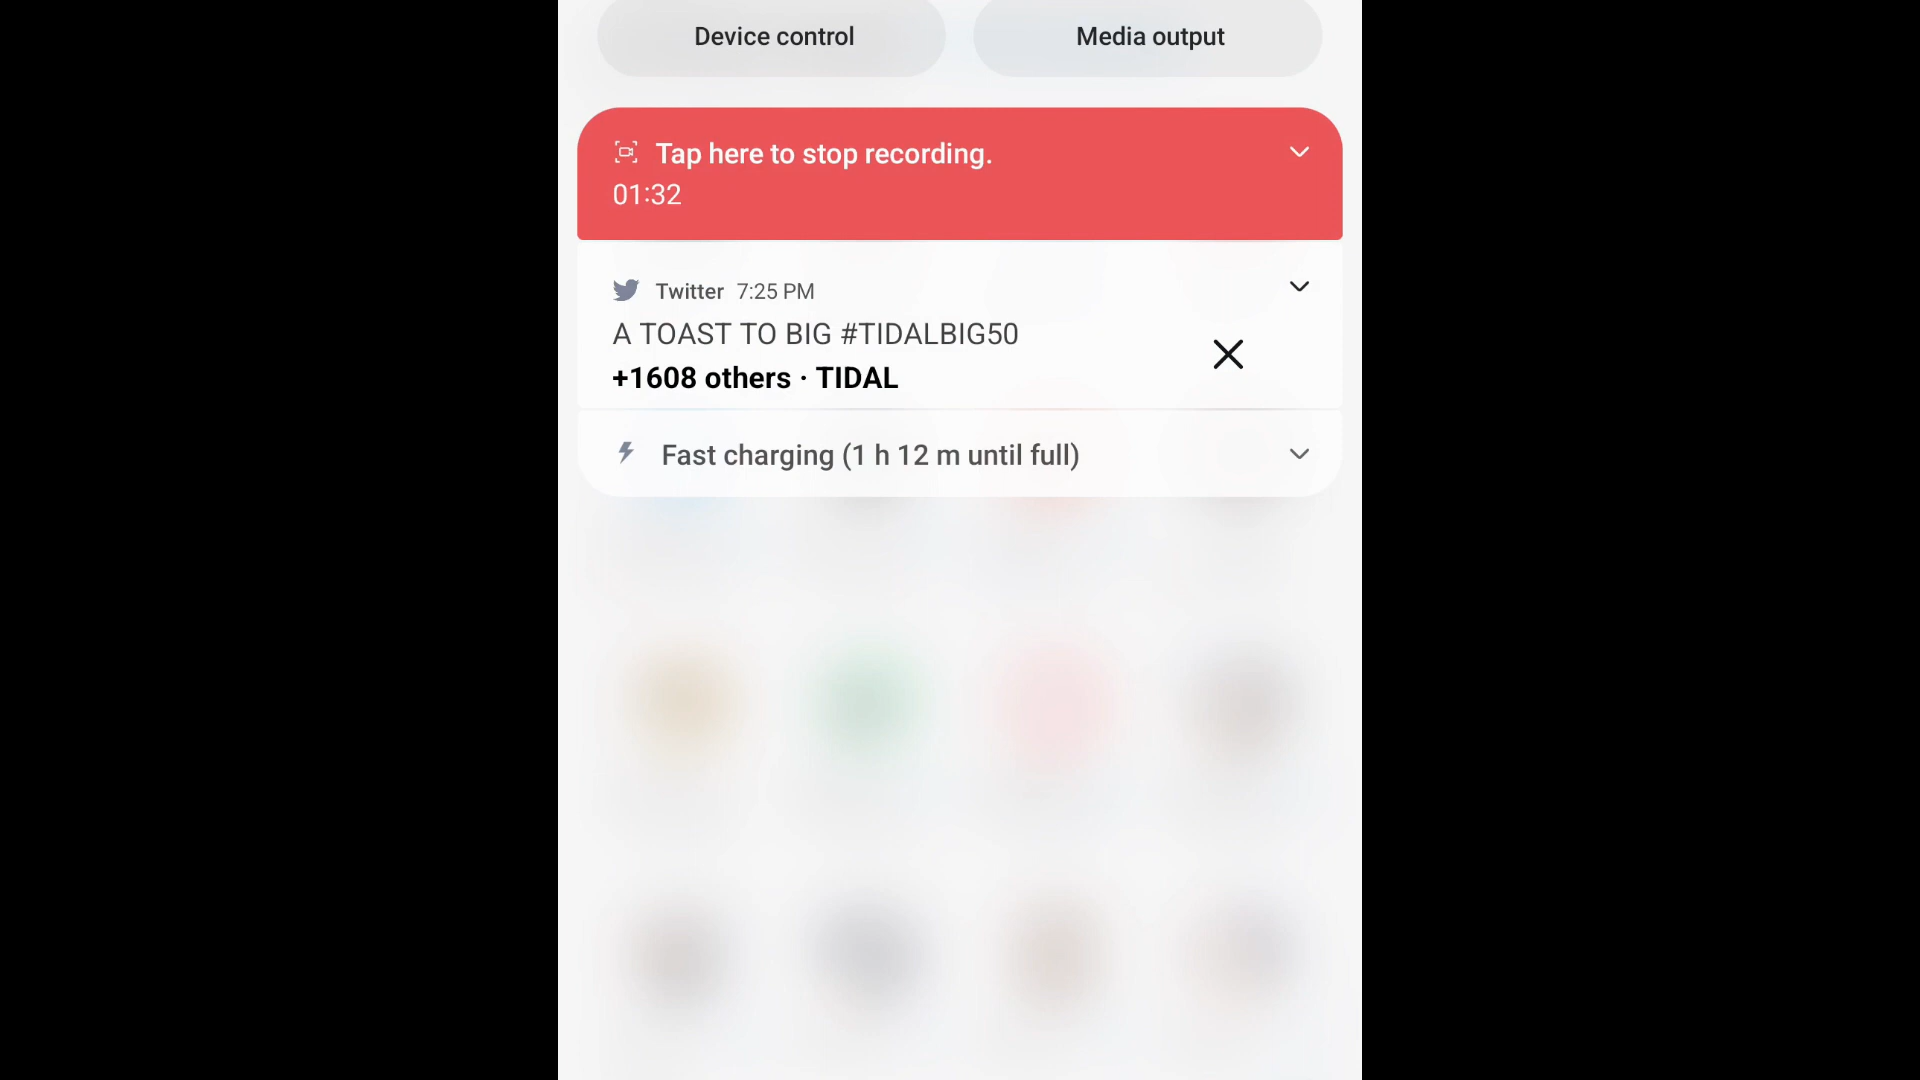 Device control
Media output
Tap here to stop recording.
01:32
Twitter 7:25 PM
A TOAST TO BIG #TIDALBIG50
+1608 others · TIDAL
Fast charging (1 h 12 m until full)